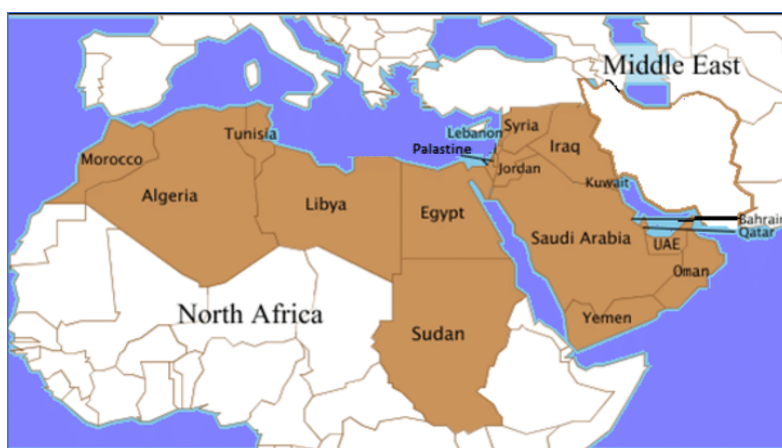 Middle East
Tunisia
Lebanon
Syria
Morocco
Palastine
Iraq
Jordan
Algeria
Kuwait
Libya
Egypt
Bahrain
Saudi Arabia
Qatar
UAE
Oman
North Africa
Yemen
Sudan